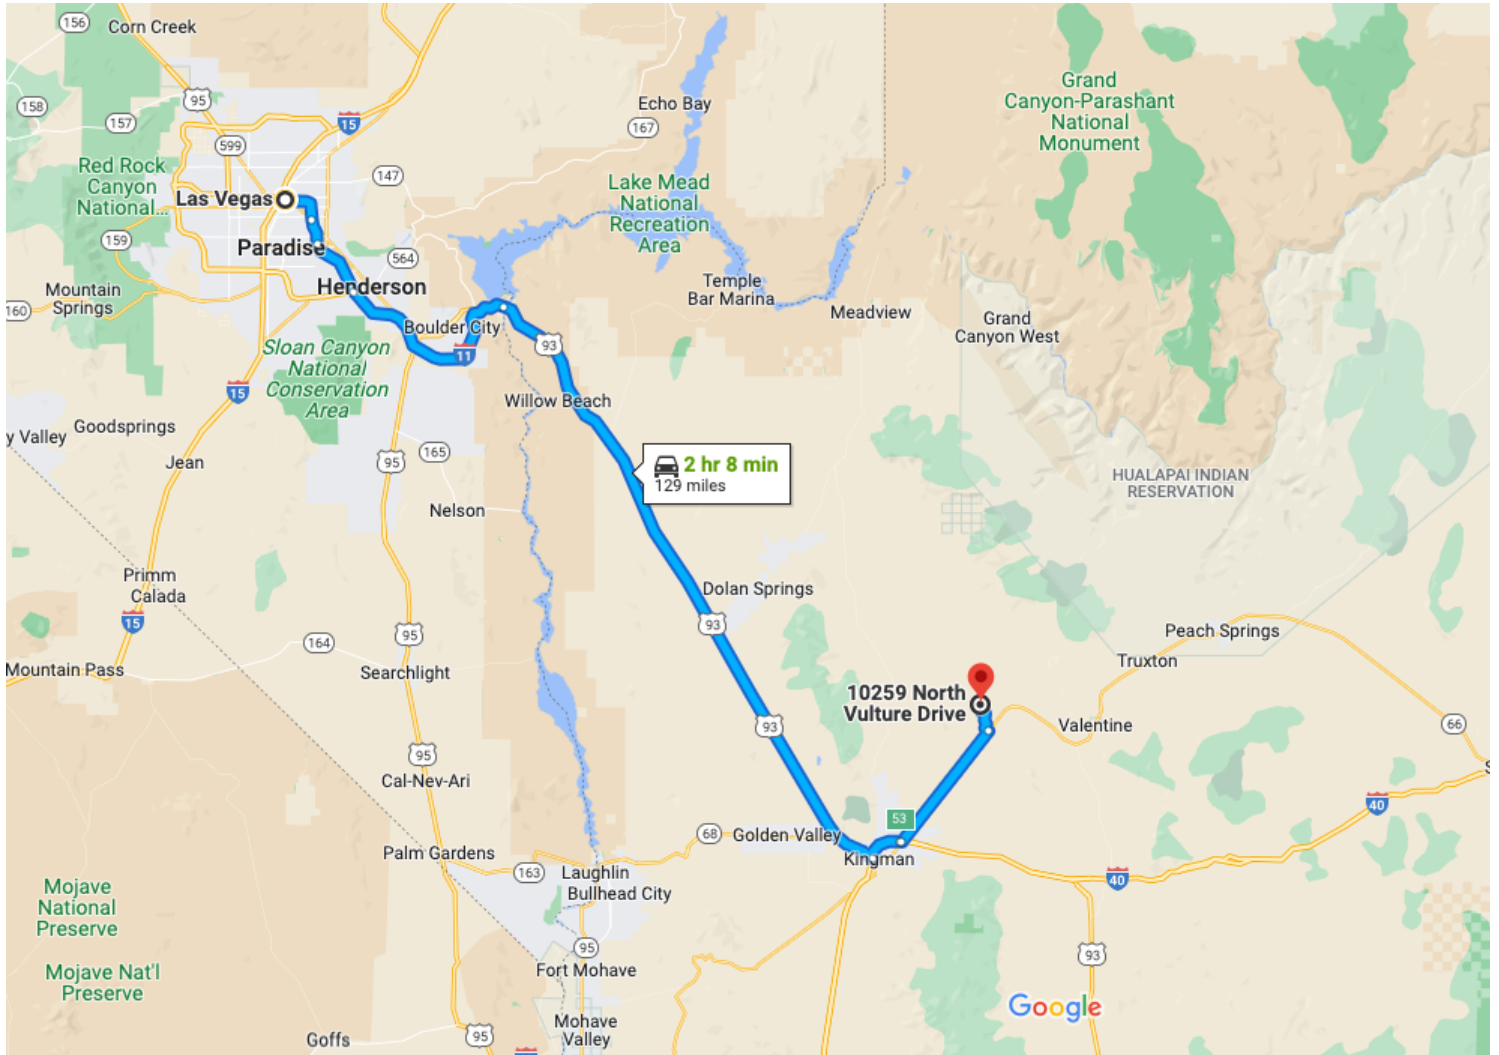 156
Corn Creek
95
158
157
15
599
Echo Bay
167
Grand
Canyon-Parashant
National
Monument
Red Rock
Canyon
National...
147
Las Vegas
Lake Mead
National
Recreation
Area
159
Paradise
564
Mountain
Springs
160
Henderson
Temple
Bar Marina
Meadview
Boulder City
11
93
Grand
Canyon West
Sloan Canyon
National
Conservation
Area
15
Willow Beach
Goodsprings
y Valley
Jean
95
165
2 hr 8 min
129 miles
HUALAPAI INDIAN
RESERVATION
Nelson
Primm
Calada
15
Dolan Springs
93
95
164
Peach Springs
Truxton
Mountain Pass
Searchlight
10259 North
Vulture Drive
Valentine
66
93
95
Cal-Nev-Ari
S
40
53
68
Golden Valley
Kingman
Palm Gardens
163
Laughlin
Bullhead City
40
Mojave
National
Preserve
95
93
Fort Mohave
Mojave Nat'l
Preserve
Google
Mohave
Valley
Goffs
95